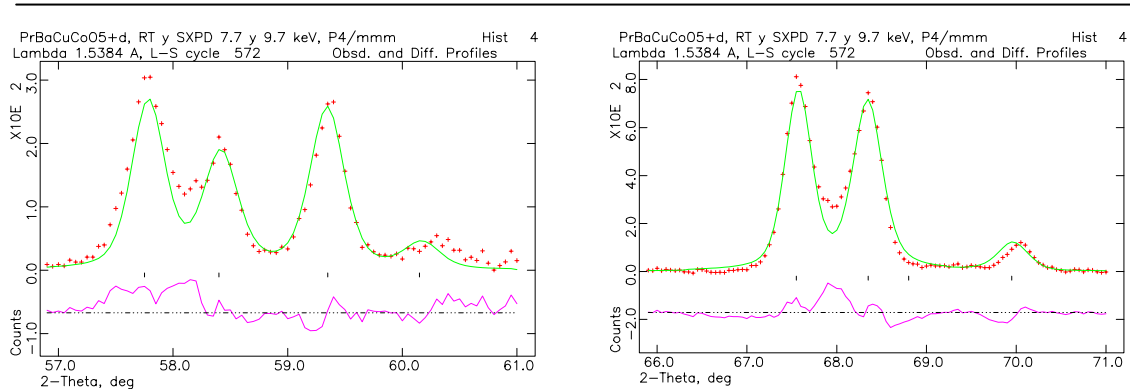 PrBaCuCoO5+d, RT y SXPD 7.7 y 9.7 keV, P4/mmm Hist 4
Lambda 1.5384 A, L-S cycle 572 Obsd. and Diff. Profiles
X10E 2
Counts
3.0
2.0
1.0
0.0
-1.0
57.0 58.0 59.0 60.0 61.0
2-Theta, deg
PrBaCuCoO5+d, RT y SXPD 7.7 y 9.7 keV, P4/mmm Hist 4
Lambda 1.5384 A, L-S cycle 572 Obsd. and Diff. Profiles
X10E 2
Counts
8.0
6.0
4.0
2.0
0.0
-2.0
66.0 67.0 68.0 69.0 70.0 71.0
2-Theta, deg